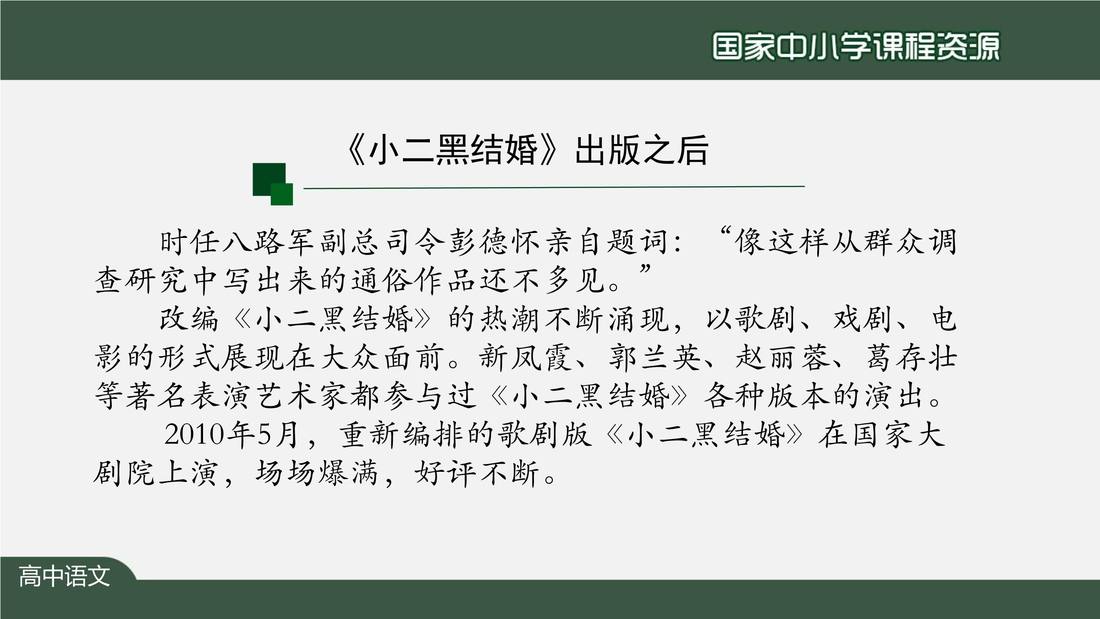 国家中小学课程资源
《小二黑结婚》出版之后
时任八路军副总司令彭德怀亲自题词：“像这样从群众调
查研究中写出来的通俗作品还不多见。”
改编《小二黑结婚》的热潮不断涌现，以歌剧、戏剧、电
影的形式展现在大众面前。新凤霞、郭兰英、赵丽蓉、葛存壮
等著名表演艺术家都参与过《小二黑结婚》各种版本的演出。
2010年5月，重新编排的歌剧版《小二黑结婚》在国家大
剧院上演，场场爆满，好评不断。
高中语文